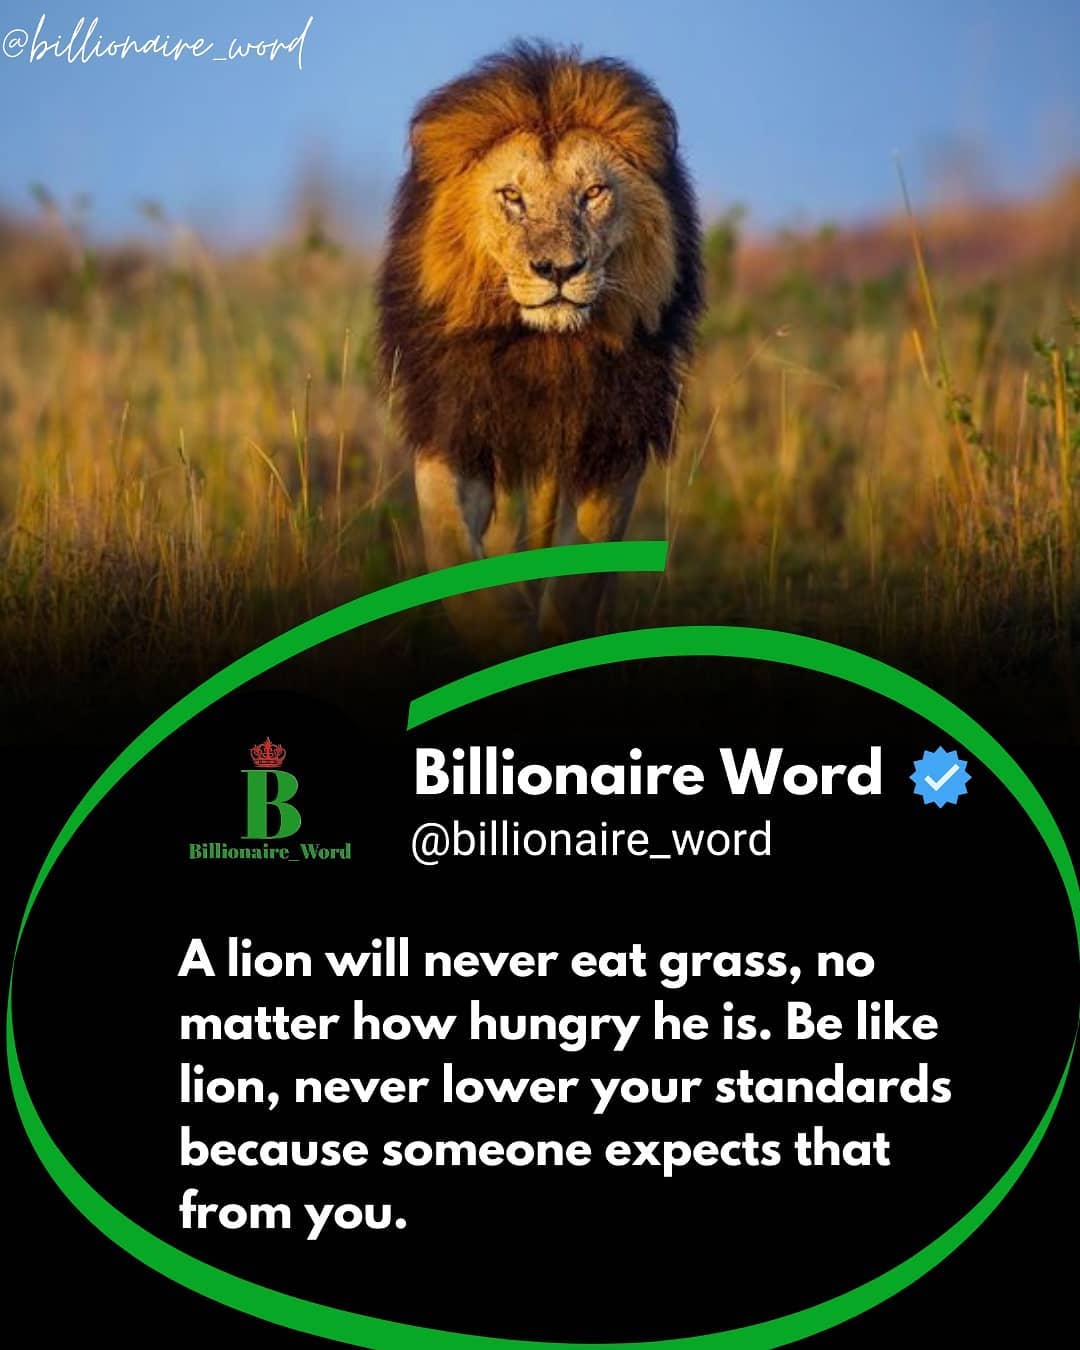 @billionaire_word
B
Billionaire_Word
Billionaire Word
@billionaire_word
A lion will never eat grass, no
matter how hungry he is. Be like
lion, never lower your standards
because someone expects that
from you.